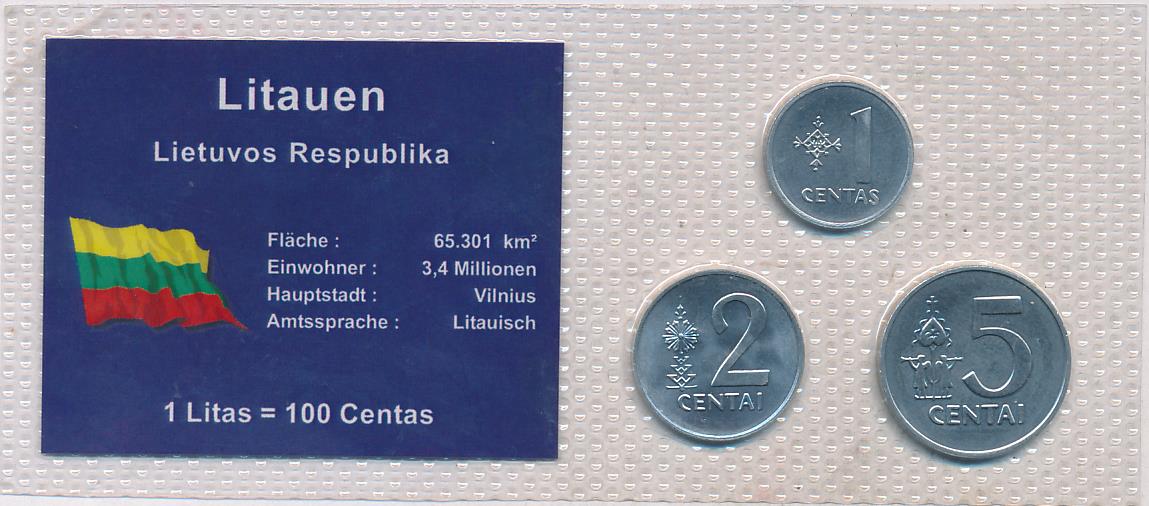 Litauen
Lietuvos Respublika
Fläche : 65.301 km²
Einwohner : 3,4 Millionen
Hauptstadt : Vilnius
Amtssprache : Litauisch
1 Litas = 100 Centas
1
CENTAS
2
CENTAI
5
CENTAI